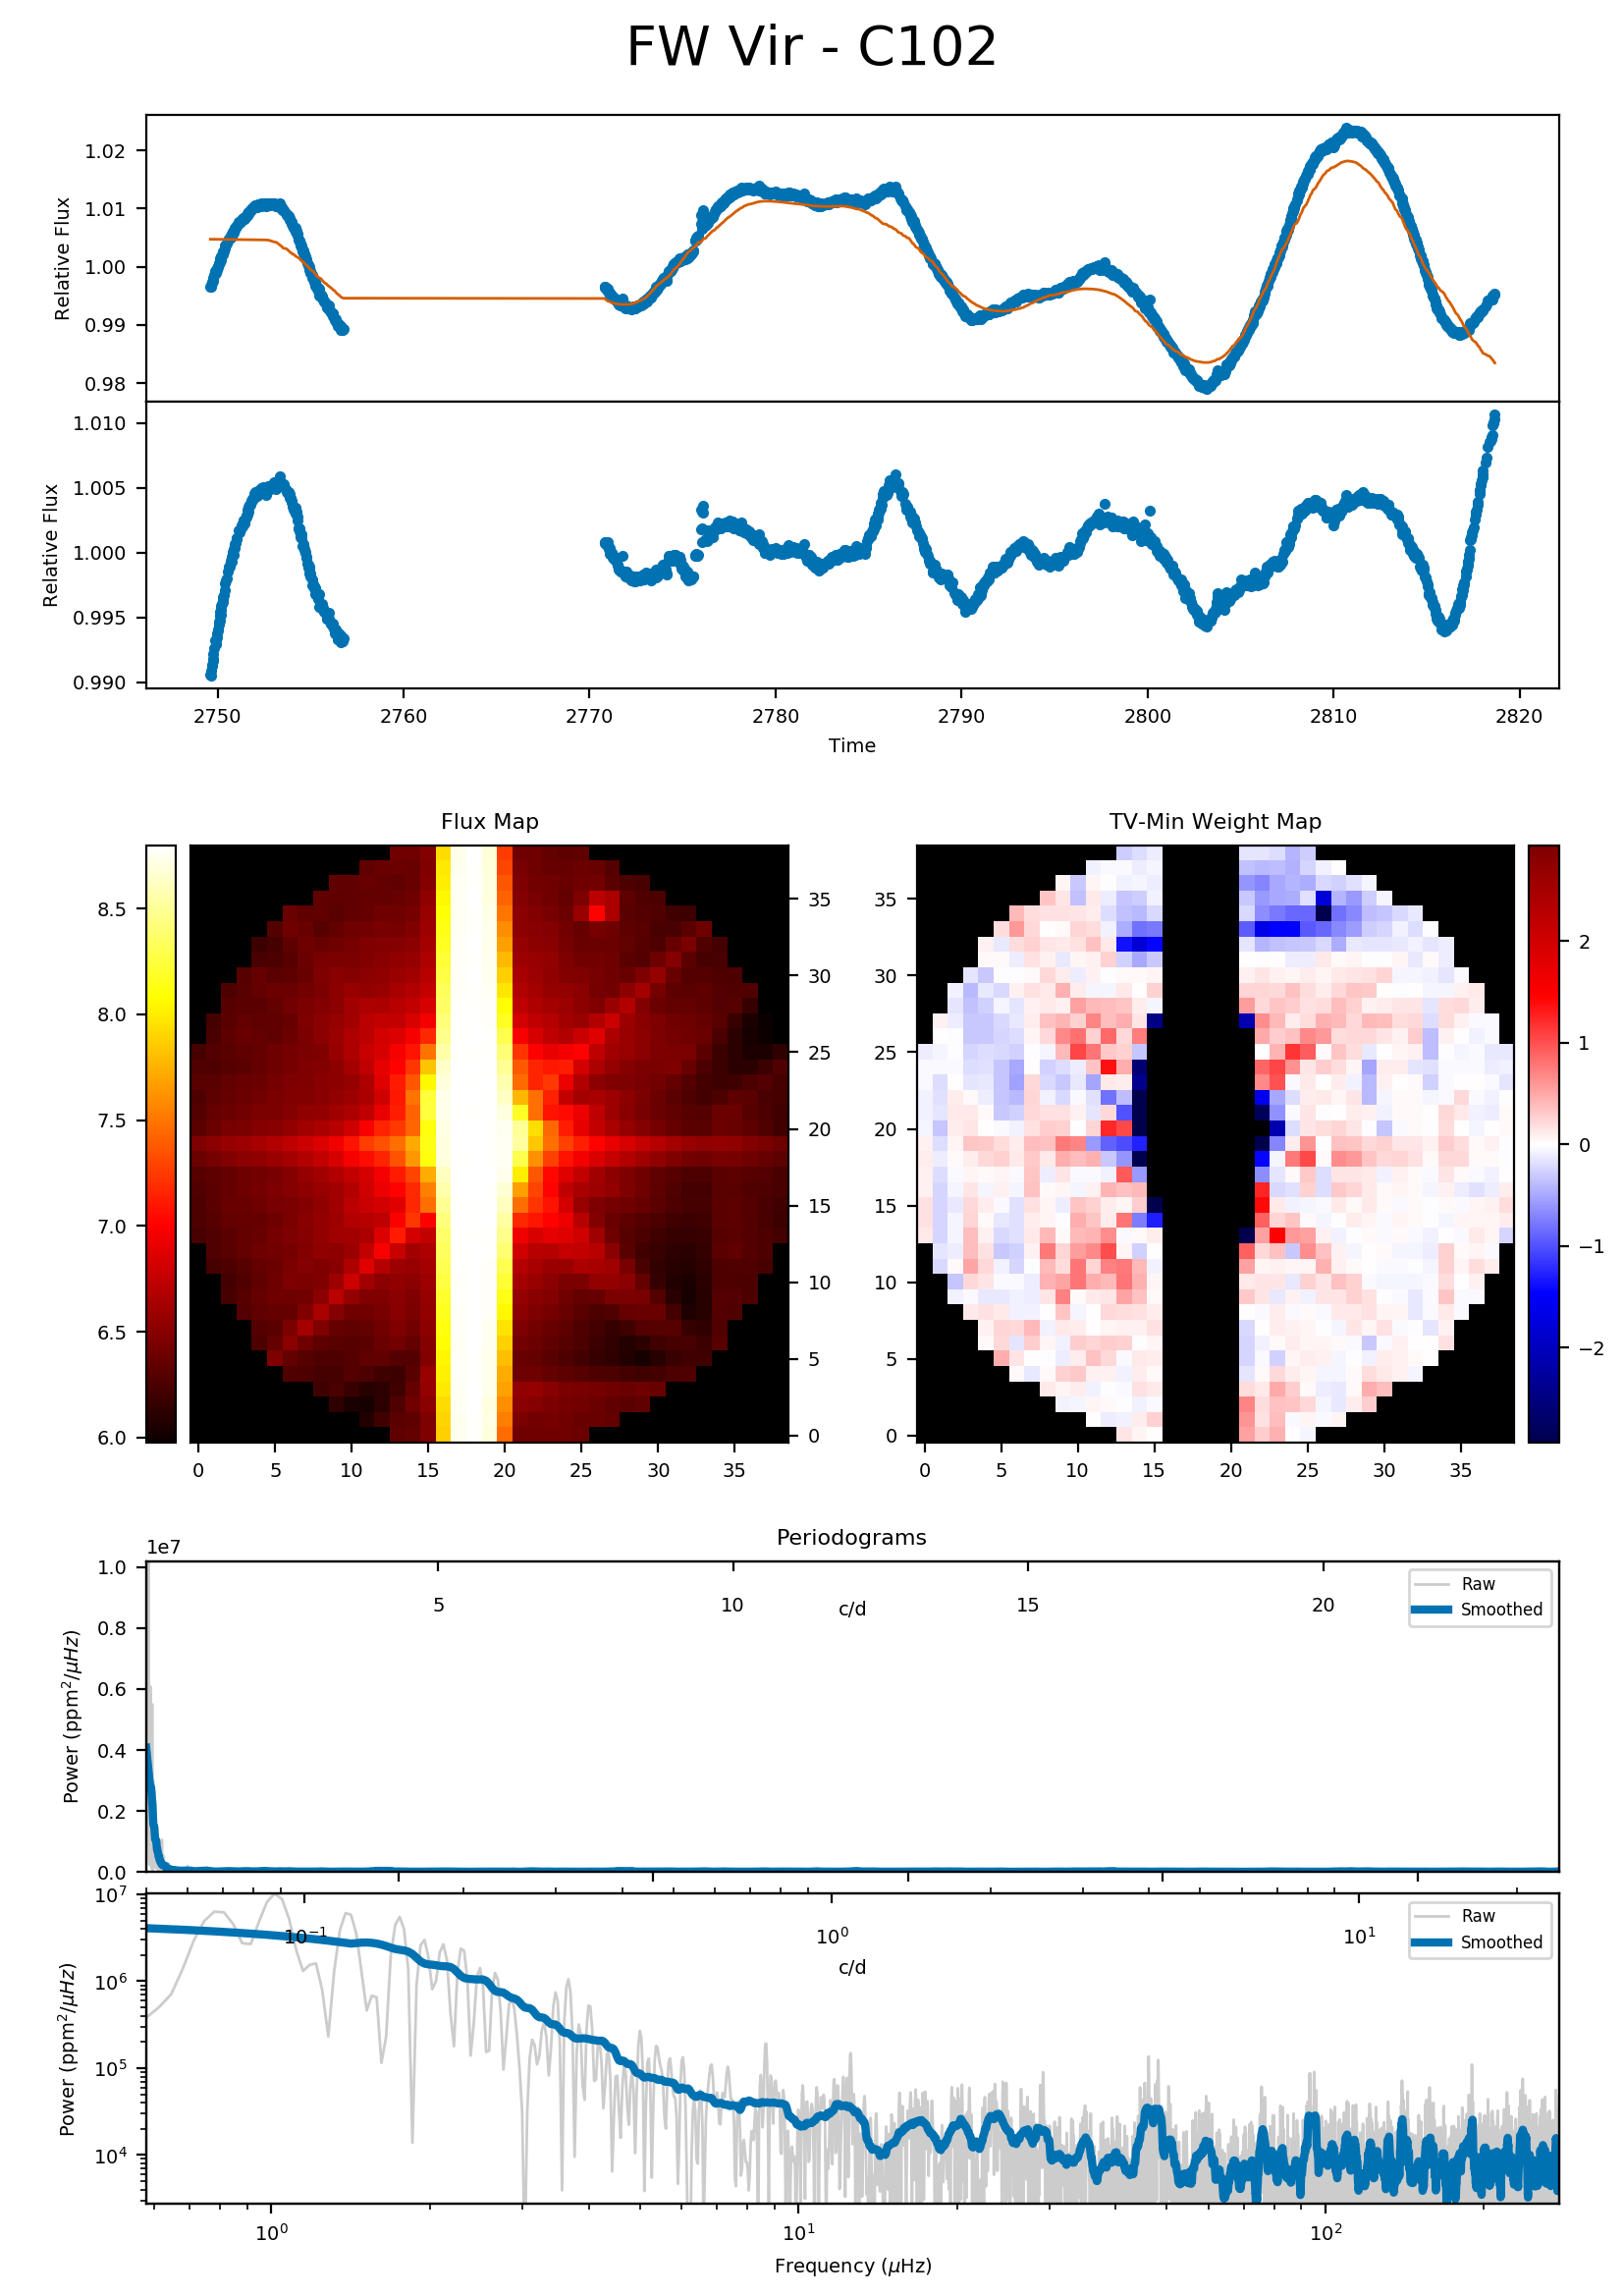 FW Vir - C102
1.02
1.01
1.00
0.99
0.98
Relative Flux
1.010
1.005
1.000
0.995
0.990
Relative Flux
2750 2760 2770 2780 2790 2800 2810 2820
Time
Flux Map
TV-Min Weight Map
8.5
8.0
7.5
7.0
6.5
6.0
35
30
25
20
15
10
5
0
0 5 10 15 20 25 30 35
35
30
25
20
15
10
5
0
0 5 10 15 20 25 30 35
2
1
0
−1
−2
Periodograms
1e7
1.0
0.8
0.6
0.4
0.2
0.0
Power (ppm²/μHz)
5 10 15 20
c/d
Raw
Smoothed
10⁷
10⁶
10⁵
10⁴
Power (ppm²/μHz)
10⁻¹ 10⁰ 10¹
c/d
Raw
Smoothed
10⁰ 10¹ 10²
Frequency (μHz)